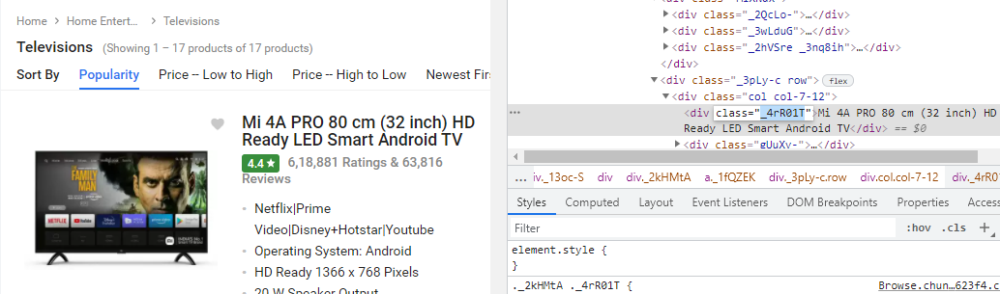 Home > Home Entert... > Televisions
Televisions (Showing 1 – 17 products of 17 products)
Sort By Popularity Price -- Low to High Price -- High to Low Newest Firs
Mi 4A PRO 80 cm (32 inch) HD
Ready LED Smart Android TV
4.4★ 6,18,881 Ratings & 63,816
Reviews
• Netflix|Prime
Video|Disney+Hotstar|Youtube
• Operating System: Android
• HD Ready 1366 x 768 Pixels
• 20 W Speaker Output
THE FAMILY MAN
<div class="_2QcLo-">…</div>
<div class="_3wLduG">…</div>
<div class="_2hVSre _3nq8ih">…</div>
</div>
<div class="_3pLy-c row"> flex
<div class="col col-7-12">
<div class="_4rR01T">Mi 4A PRO 80 cm (32 inch) HD
Ready LED Smart Android TV</div> == $0
<div class="gUuXy-">…</div>
... div._13oc-S div div._2kHMtA a._1fQZEK div._3pLy-c.row div.col.col-7-12 div._4rR01
Styles Computed Layout Event Listeners DOM Breakpoints Properties Access
Filter :hov .cls +
element.style {
}
._2kHMtA ._4rR01T { Browse.chun…623f4.c